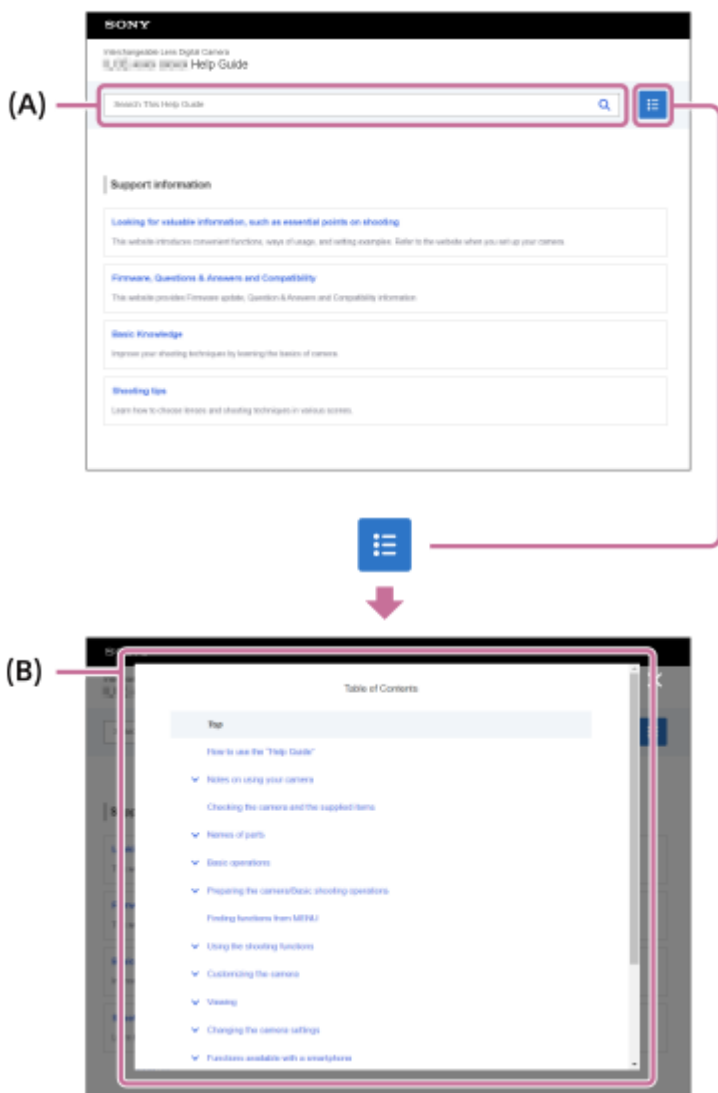 SONY
Interchangeable Lens Digital Camera
Help Guide
(A)
Search This Help Guide
Support information
Looking for valuable information, such as essential points on shooting
This website introduces convenient functions, ways of usage, and setting examples. Refer to the website when you set up your camera.
Firmware, Questions & Answers and Compatibility
This website provides Firmware update, Question & Answers and Compatibility information.
Basic Knowledge
Improve your shooting techniques by learning the basics of camera.
Shooting tips
Learn how to choose lenses and shooting techniques in various scenes.
(B)
Table of Contents
Top
How to use the "Help Guide"
Notes on using your camera
Checking the camera and the supplied items
Names of parts
Basic operations
Preparing the camera/Basic shooting operations
Finding functions from MENU
Using the shooting functions
Customizing the camera
Viewing
Changing the camera settings
Functions available with a smartphone